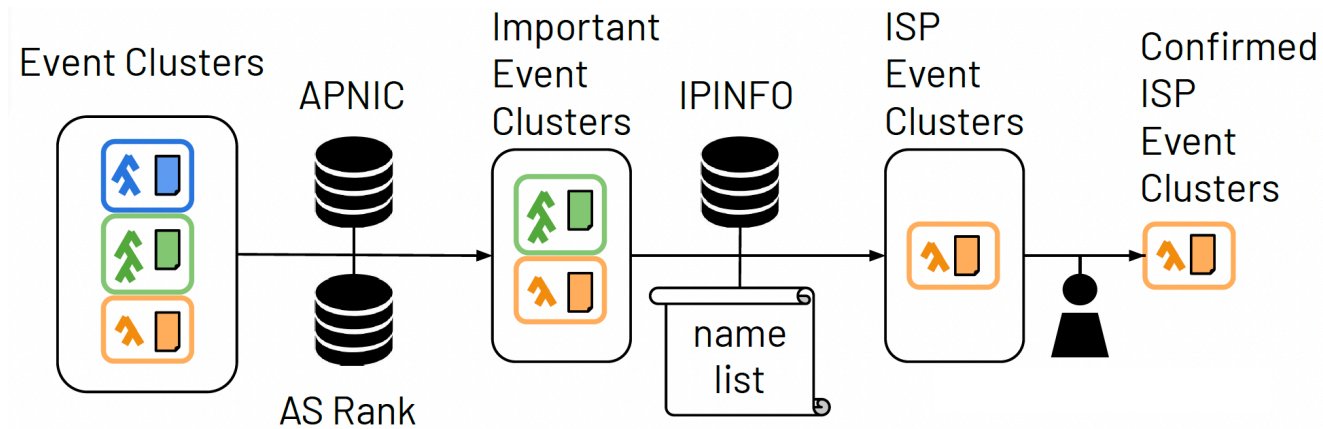 Event Clusters
APNIC
AS Rank
Important
Event
Clusters
IPINFO
name
list
ISP
Event
Clusters
Confirmed
ISP
Event
Clusters